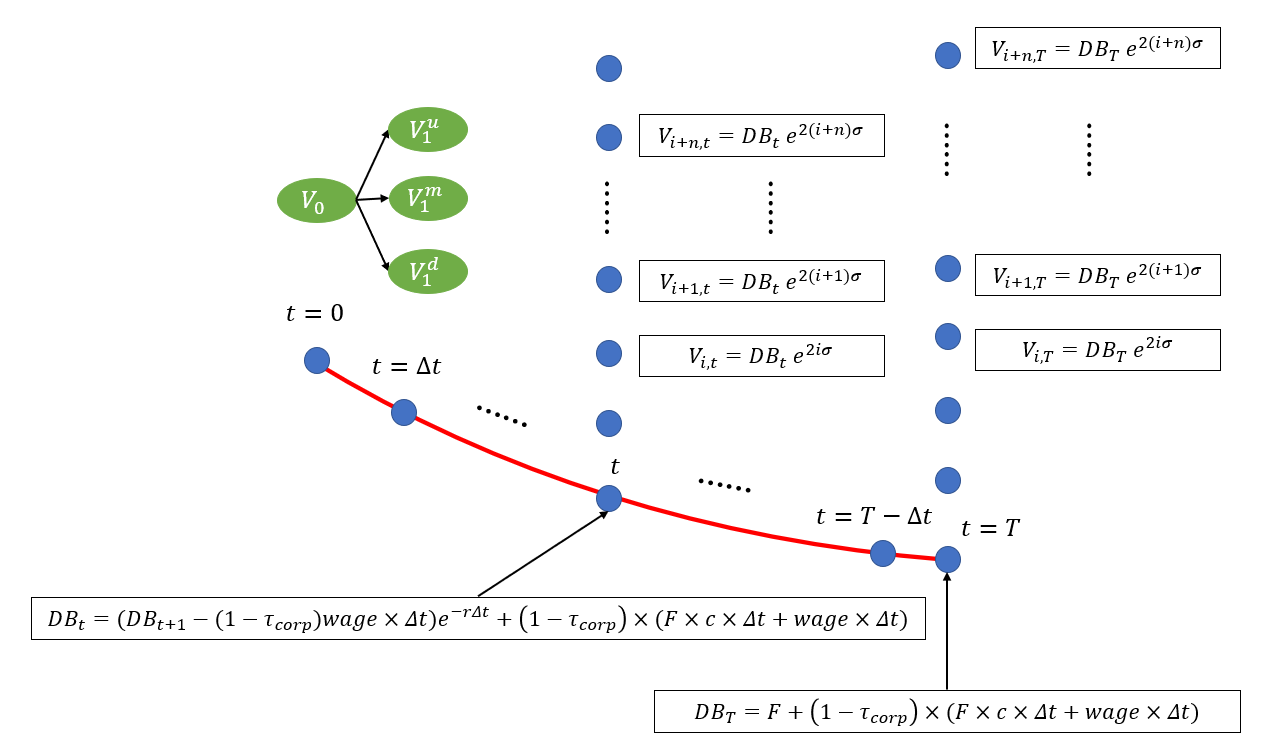 V_{i+n,T} = DB_T e^{2(i+n)σ}
V_1^u
V_{i+n,t} = DB_t e^{2(i+n)σ}
V_0
V_1^m
V_1^d
V_{i+1,t} = DB_t e^{2(i+1)σ}
V_{i+1,T} = DB_T e^{2(i+1)σ}
t = 0
V_{i,t} = DB_t e^{2iσ}
V_{i,T} = DB_T e^{2iσ}
t = Δt
t
t = T − Δt
t = T
DB_t = (DB_{t+1} − (1 − τ_{corp})wage × Δt)e^{−rΔt} + (1 − τ_{corp}) × (F × c × Δt + wage × Δt)
DB_T = F + (1 − τ_{corp}) × (F × c × Δt + wage × Δt)